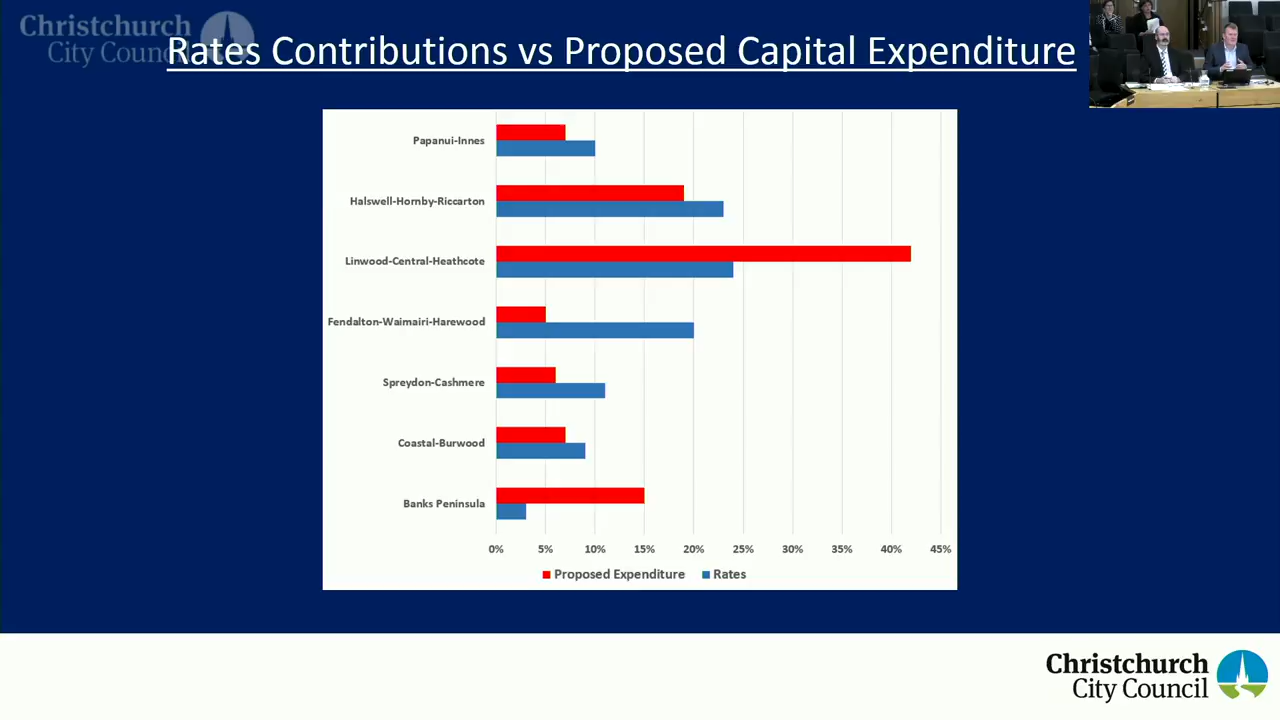 Christchurch
City Council
Rates Contributions vs Proposed Capital Expenditure
Papanui-Innes
Halswell-Hornby-Riccarton
Linwood-Central-Heathcote
Fendalton-Waimairi-Harewood
Spreydon-Cashmere
Coastal-Burwood
Banks Peninsula
0% 5% 10% 15% 20% 25% 30% 35% 40% 45%
Proposed Expenditure Rates
Christchurch
City Council